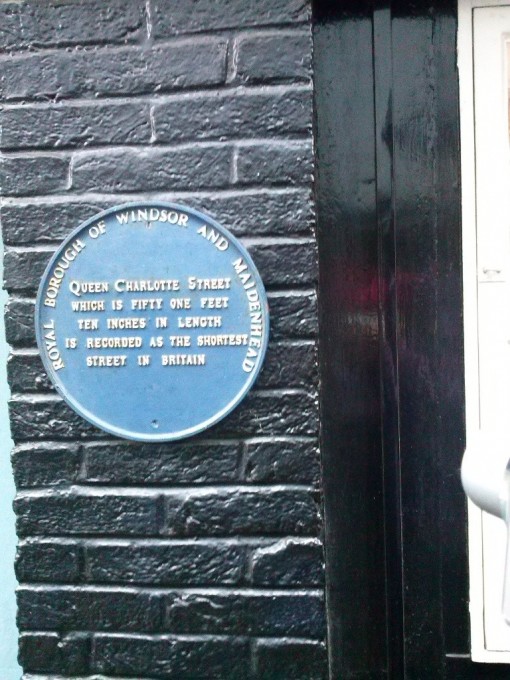 ROYAL BOROUGH OF WINDSOR AND MAIDENHEAD
QUEEN CHARLOTTE STREET
WHICH IS FIFTY ONE FEET
TEN INCHES IN LENGTH
IS RECORDED AS THE SHORTEST
STREET IN BRITAIN